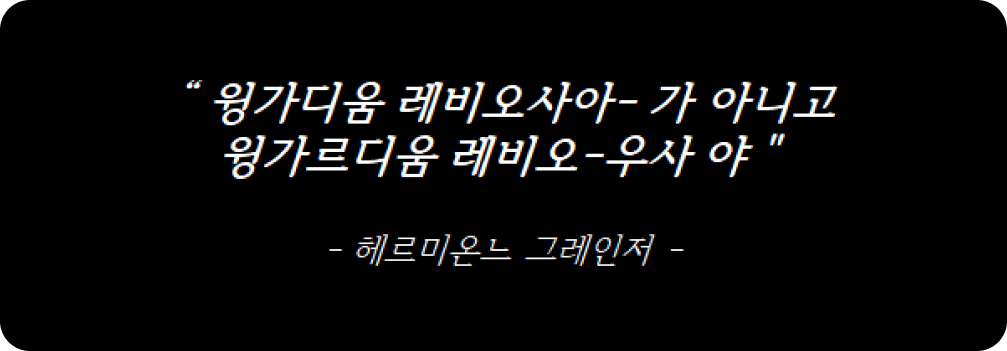 “ 윙가디움 레비오사아- 가 아니고
윙가르디움 레비오-우사 야 "
- 헤르미온느 그레인저 -